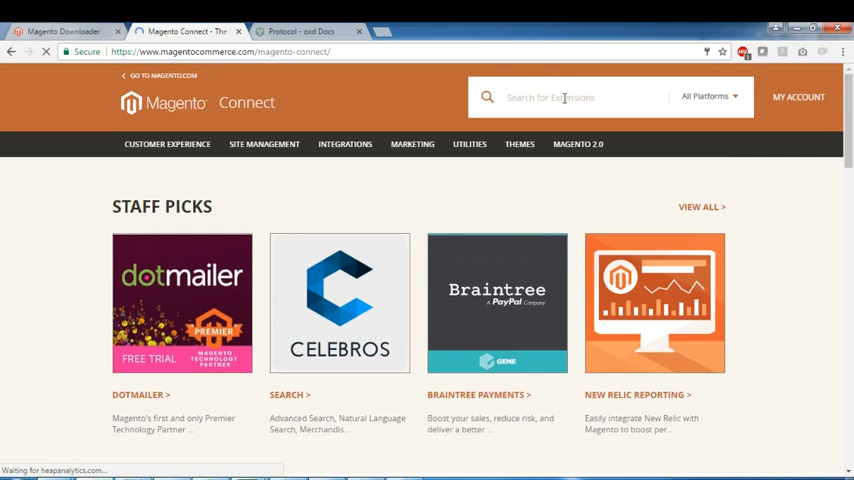 Magento Downloader
Magento Connect - The
Protocol - oxd Docs
Secure https://www.magentocommerce.com/magento-connect/
GO TO MAGENTO.COM
Magento Connect
Search for Extensions
All Platforms
MY ACCOUNT
CUSTOMER EXPERIENCE SITE MANAGEMENT INTEGRATIONS MARKETING UTILITIES THEMES MAGENTO 2.0
STAFF PICKS
VIEW ALL >
dotmailer
FREE TRIAL
PREMIER
MAGENTO
TECHNOLOGY
PARTNER
CELEBROS
Braintree
A PayPal Company
GENE
DOTMAILER >
Magento's first and only Premier
Technology Partner ...
SEARCH >
Advanced Search, Natural Language
Search, Merchandis...
BRAINTREE PAYMENTS >
Boost your sales, reduce risk, and
deliver a better ...
NEW RELIC REPORTING >
Easily integrate New Relic with
Magento to boost per...
Waiting for heapanalytics.com...